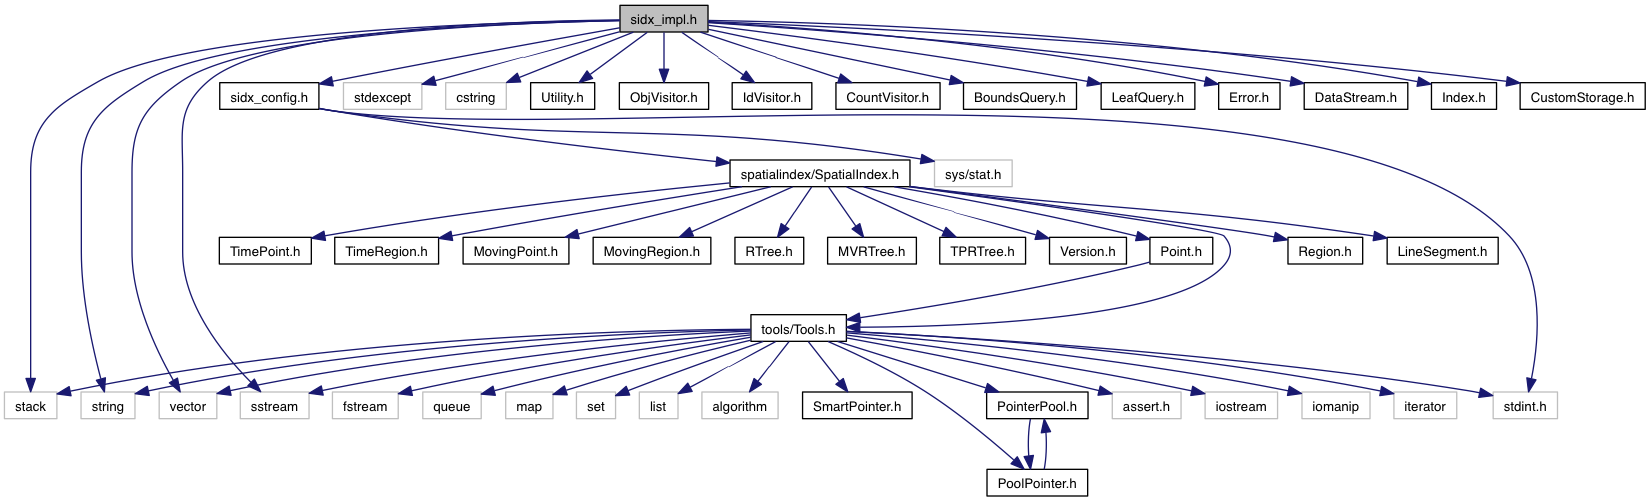 sidx_impl.h
sidx_config.h
stdexcept
cstring
Utility.h
ObjVisitor.h
IdVisitor.h
CountVisitor.h
BoundsQuery.h
LeafQuery.h
Error.h
DataStream.h
Index.h
CustomStorage.h
spatialindex/SpatialIndex.h
sys/stat.h
TimePoint.h
TimeRegion.h
MovingPoint.h
MovingRegion.h
RTree.h
MVRTree.h
TPRTree.h
Version.h
Point.h
Region.h
LineSegment.h
tools/Tools.h
stack
string
vector
sstream
fstream
queue
map
set
list
algorithm
SmartPointer.h
PointerPool.h
assert.h
iostream
iomanip
iterator
stdint.h
PoolPointer.h